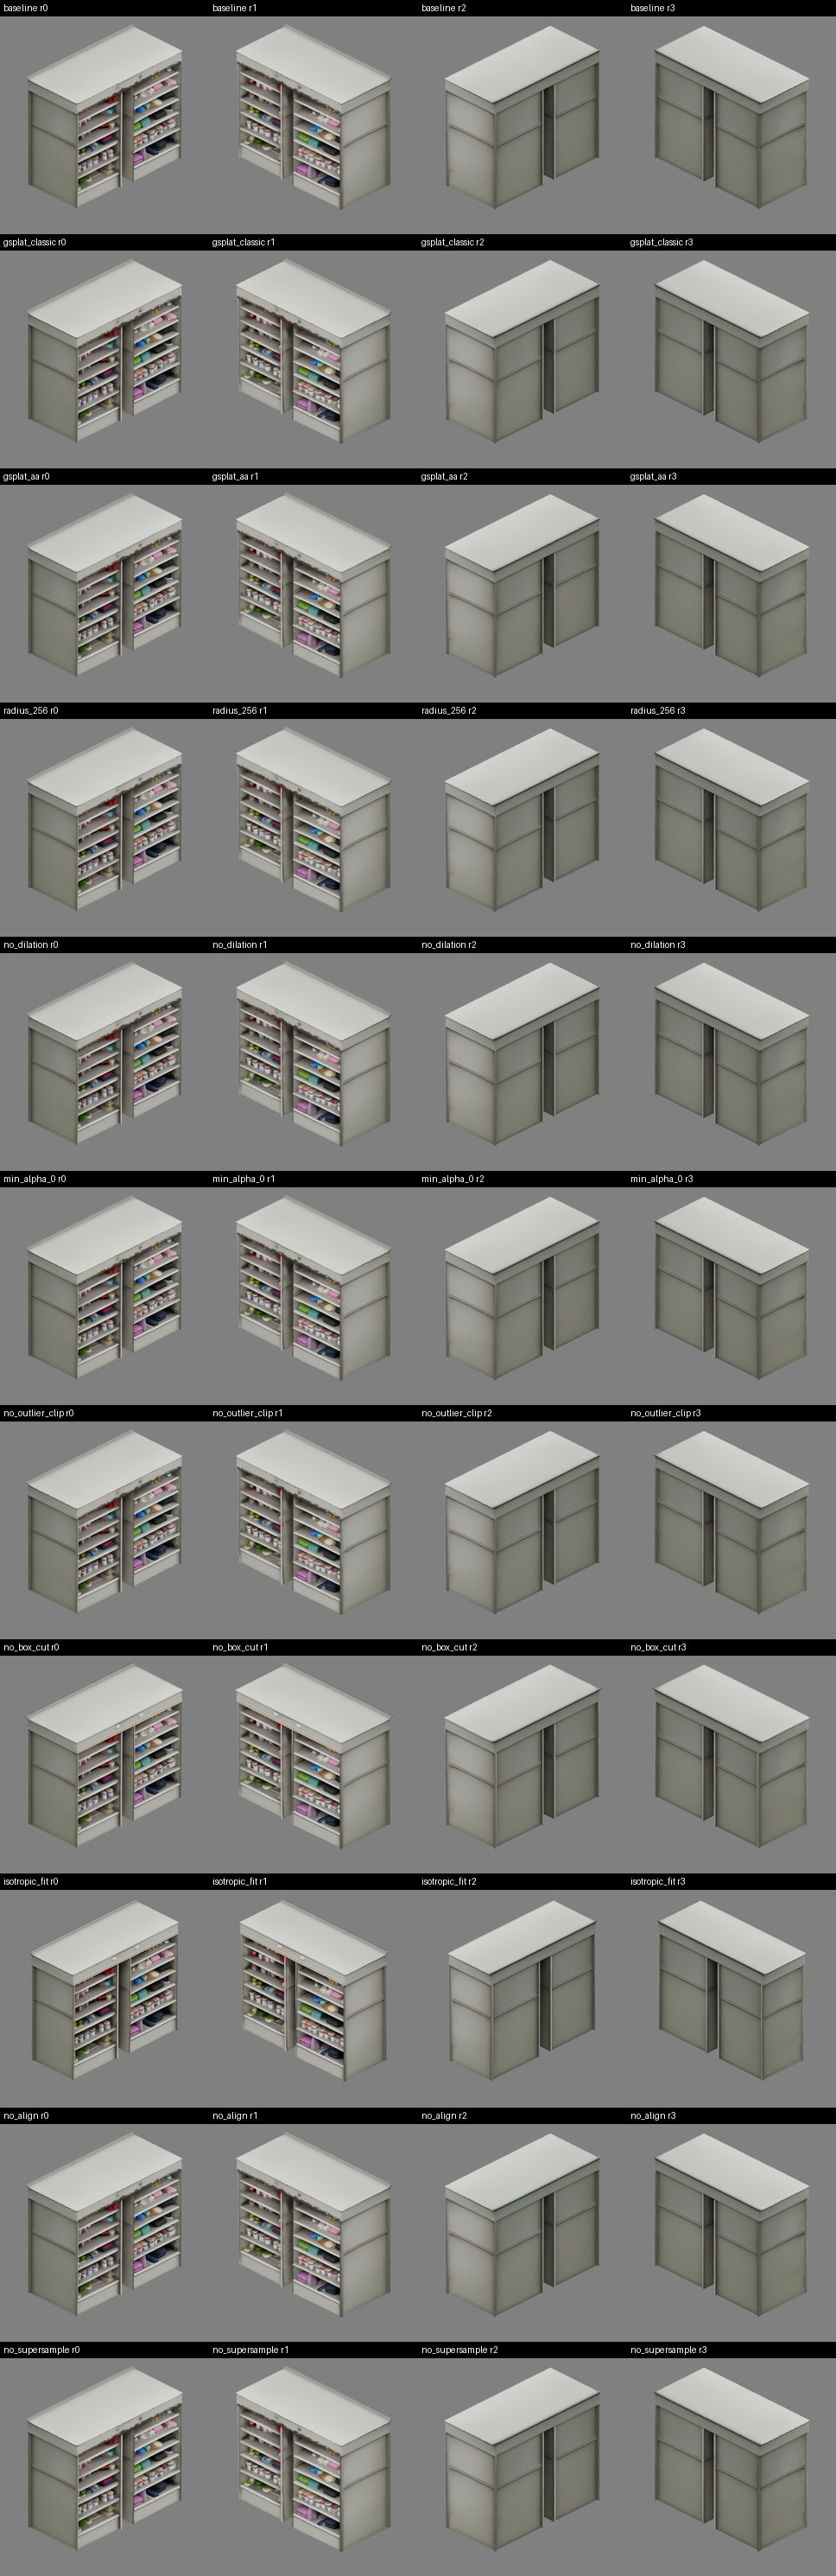 baseline r0 baseline r1 baseline r2 baseline r3
gsplat_classic r0 gsplat_classic r1 gsplat_classic r2 gsplat_classic r3
gsplat_aa r0 gsplat_aa r1 gsplat_aa r2 gsplat_aa r3
radius_256 r0 radius_256 r1 radius_256 r2 radius_256 r3
no_dilation r0 no_dilation r1 no_dilation r2 no_dilation r3
min_alpha_0 r0 min_alpha_0 r1 min_alpha_0 r2 min_alpha_0 r3
no_outlier_clip r0 no_outlier_clip r1 no_outlier_clip r2 no_outlier_clip r3
no_box_cut r0 no_box_cut r1 no_box_cut r2 no_box_cut r3
isotropic_fit r0 isotropic_fit r1 isotropic_fit r2 isotropic_fit r3
no_align r0 no_align r1 no_align r2 no_align r3
no_supersample r0 no_supersample r1 no_supersample r2 no_supersample r3